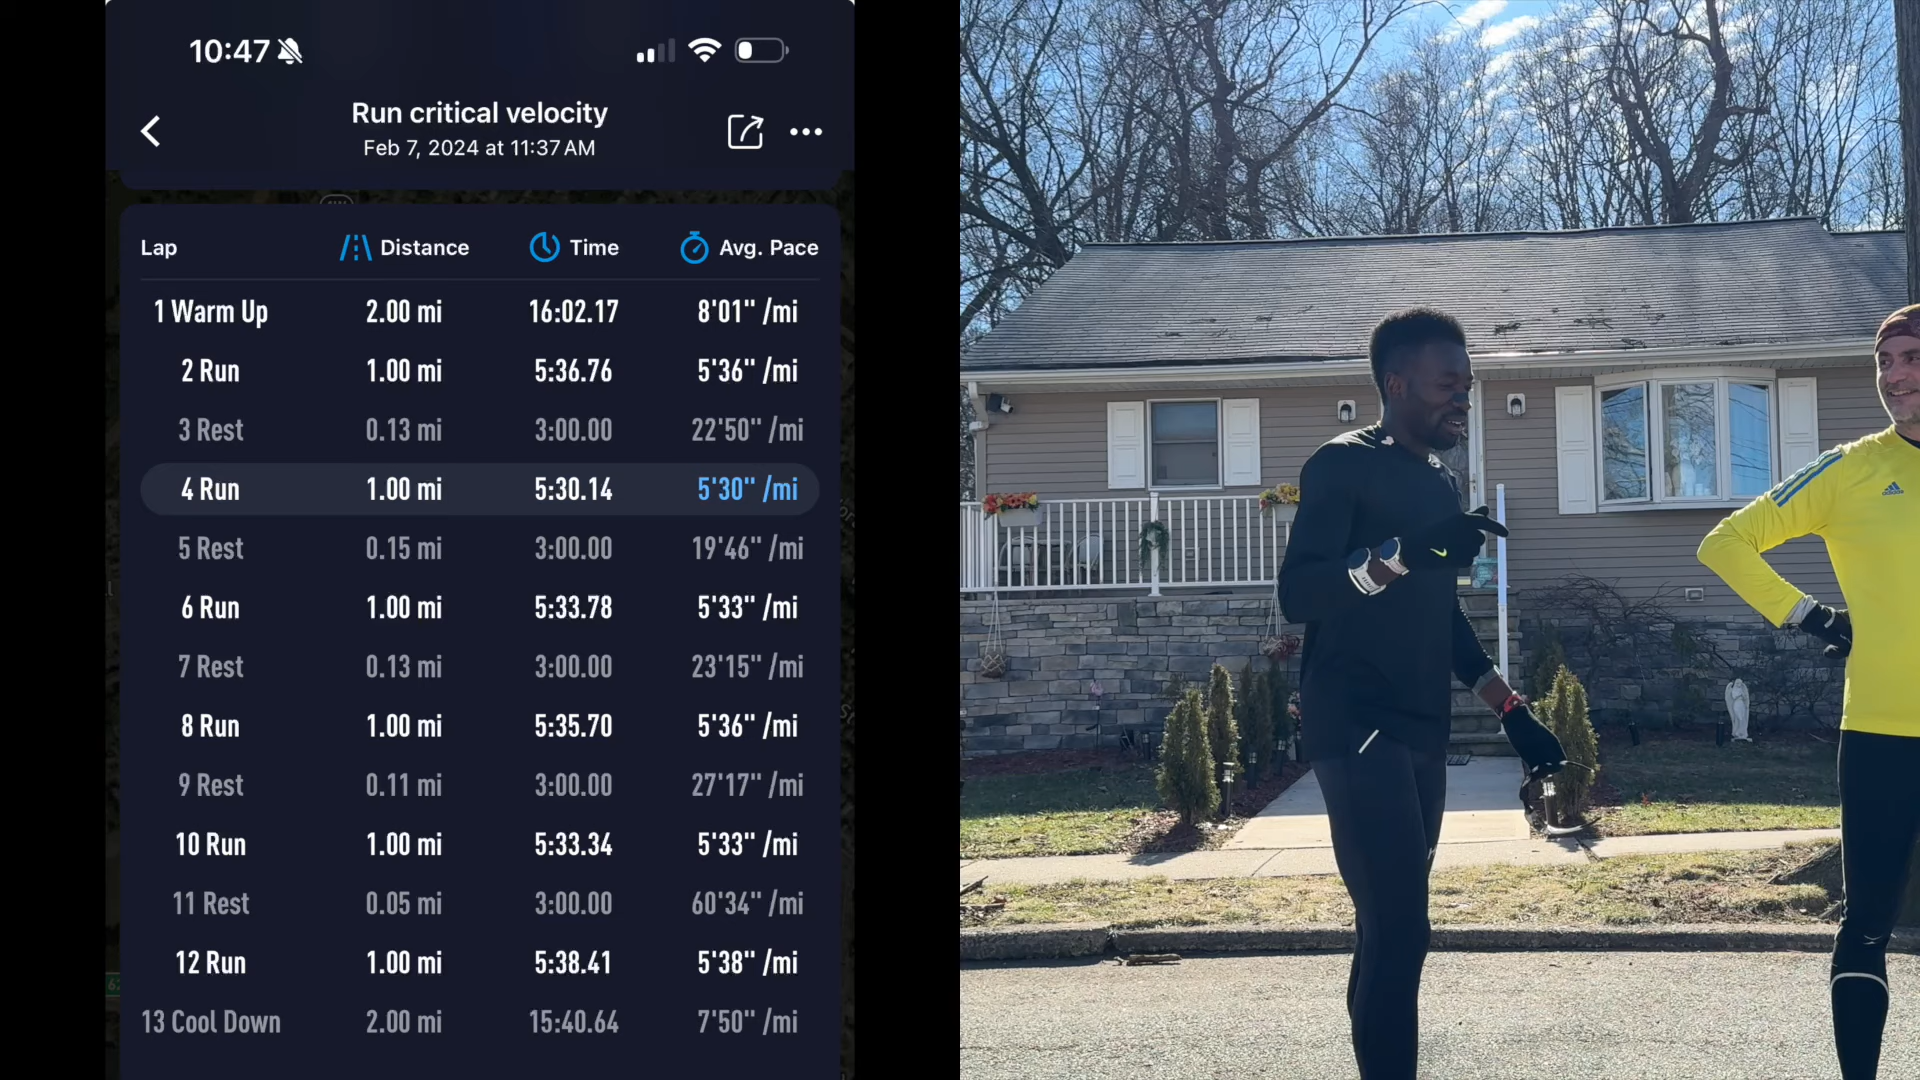 10:47
Run critical velocity
Feb 7, 2024 at 11:37 AM
Lap Distance Time Avg. Pace
1 Warm Up 2.00 mi 16:02.17 8'01" /mi
2 Run 1.00 mi 5:36.76 5'36" /mi
3 Rest 0.13 mi 3:00.00 22'50" /mi
4 Run 1.00 mi 5:30.14 5'30" /mi
5 Rest 0.15 mi 3:00.00 19'46" /mi
6 Run 1.00 mi 5:33.78 5'33" /mi
7 Rest 0.13 mi 3:00.00 23'15" /mi
8 Run 1.00 mi 5:35.70 5'36" /mi
9 Rest 0.11 mi 3:00.00 27'17" /mi
10 Run 1.00 mi 5:33.34 5'33" /mi
11 Rest 0.05 mi 3:00.00 60'34" /mi
12 Run 1.00 mi 5:38.41 5'38" /mi
13 Cool Down 2.00 mi 15:40.64 7'50" /mi
adidas